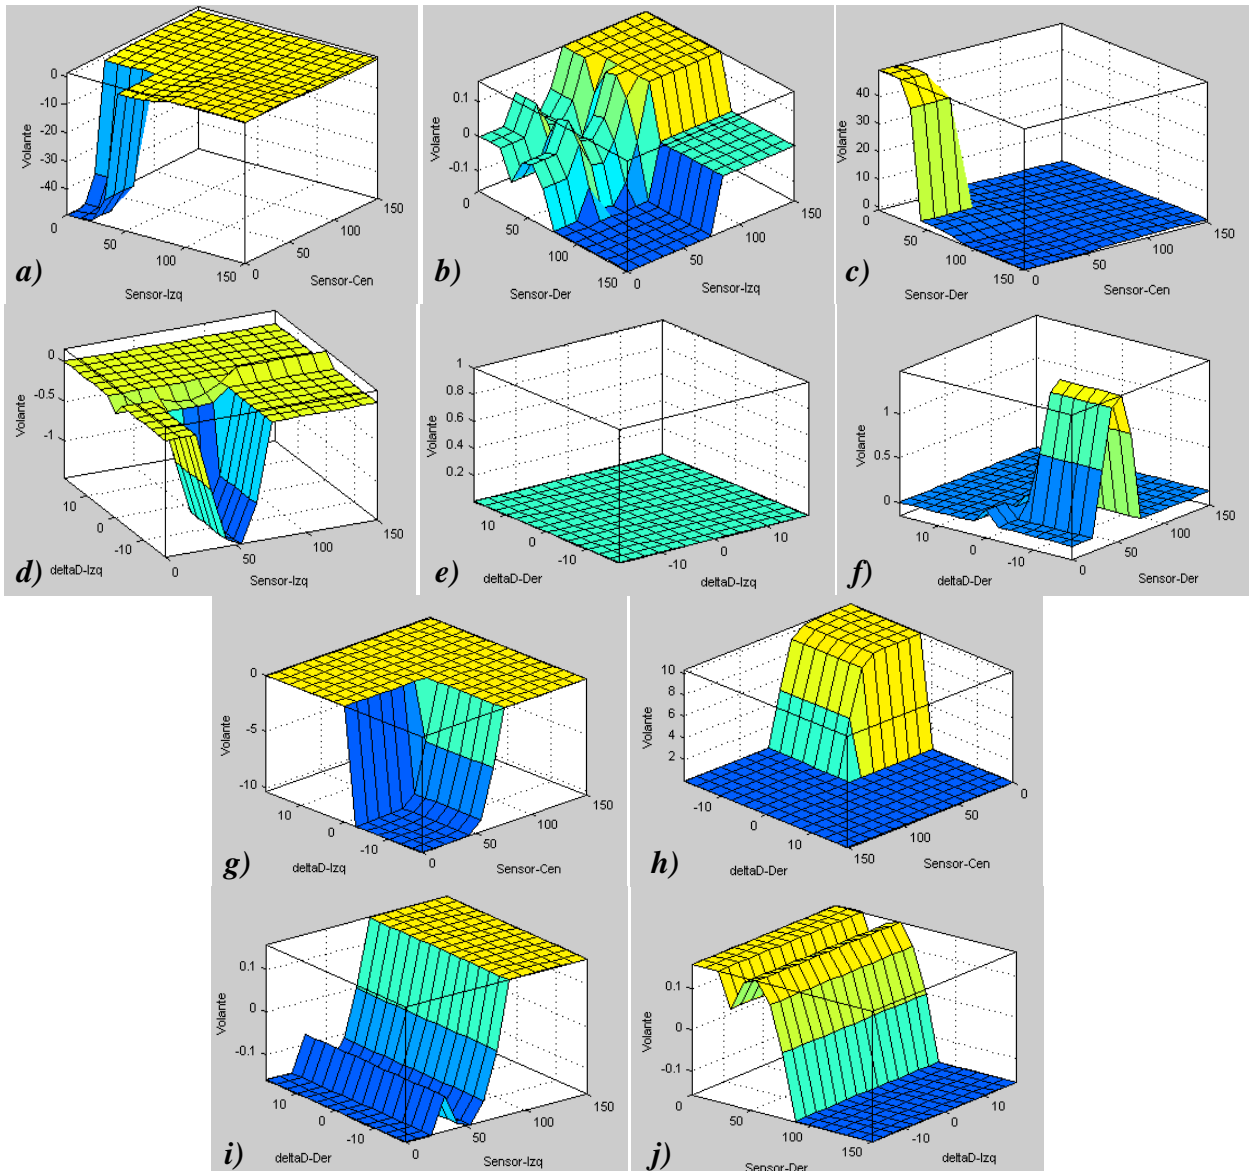 0
-10
-20
-30
-40
Volante
0
50
100
150
0
50
100
150
Sensor-Izq
Sensor-Cen
a)
0.1
0
-0.1
Volante
0
50
100
150
0
50
100
150
Sensor-Der
Sensor-Izq
b)
40
30
20
10
0
Volante
0
50
100
150
0
50
100
150
Sensor-Der
Sensor-Cen
c)
0
-0.5
-1
Volante
10
0
-10
0
50
100
150
deltaD-Izq
Sensor-Izq
d)
1
0.8
0.6
0.4
0.2
Volante
10
0
-10
-10
0
10
deltaD-Der
deltaD-Izq
e)
1
0.5
0
Volante
10
0
-10
0
50
100
150
deltaD-Der
Sensor-Der
f)
0
-5
-10
Volante
10
0
-10
0
50
100
150
deltaD-Izq
Sensor-Cen
g)
10
8
6
4
2
Volante
-10
0
10
150
100
50
0
deltaD-Der
Sensor-Cen
h)
0.1
0
-0.1
Volante
10
0
-10
0
50
100
150
deltaD-Der
Sensor-Izq
i)
0.1
0
-0.1
Volante
0
50
100
150
-10
0
10
Sensor-Der
deltaD-Izq
j)